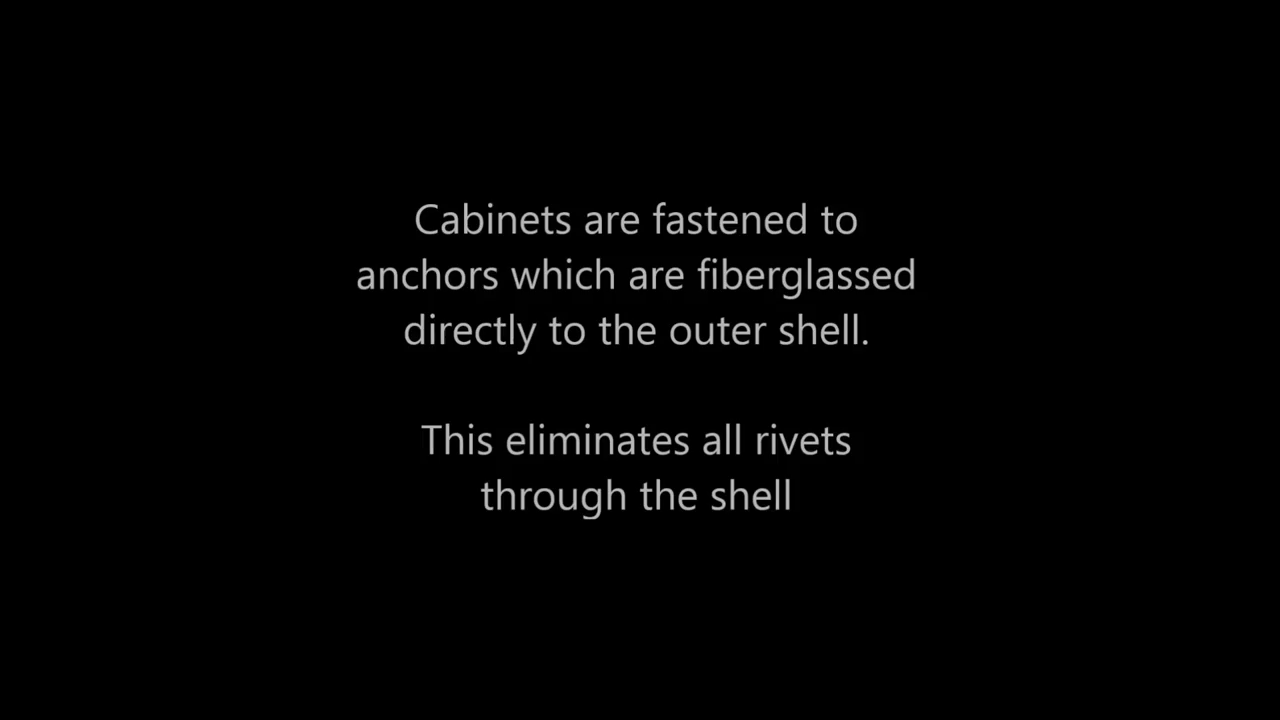 Cabinets are fastened to
anchors which are fiberglassed
directly to the outer shell.
This eliminates all rivets
through the shell